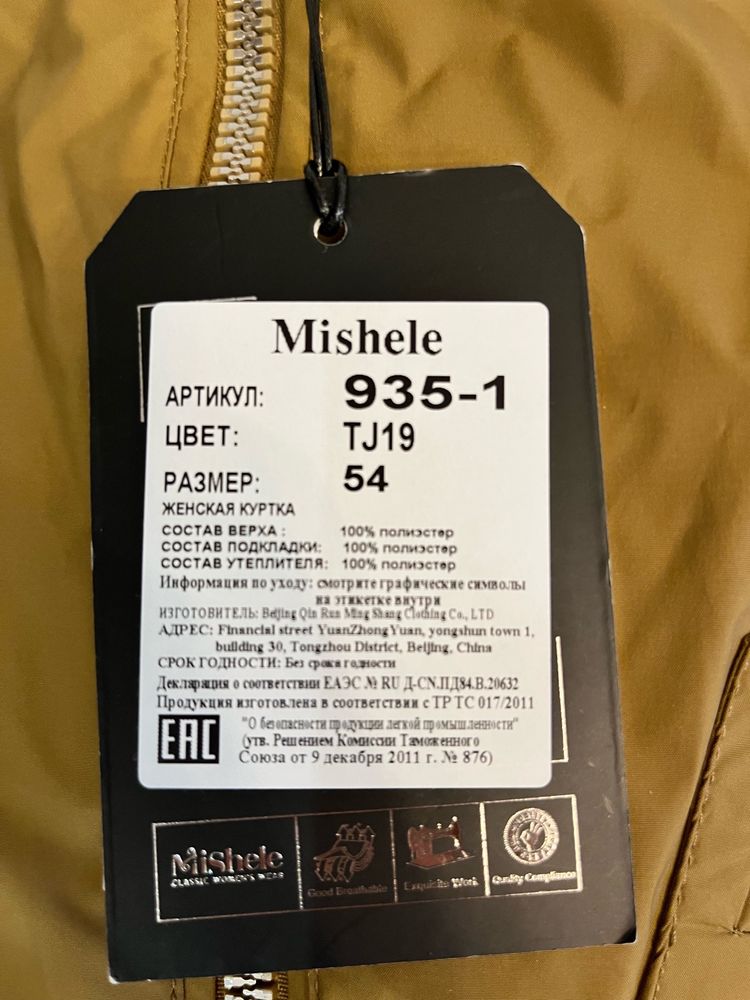 Mishele
АРТИКУЛ: 935-1
ЦВЕТ: TJ19
РАЗМЕР: 54
ЖЕНСКАЯ КУРТКА
СОСТАВ ВЕРХА : 100% полиэстер
СОСТАВ ПОДКЛАДКИ: 100% полиэстер
СОСТАВ УТЕПЛИТЕЛЯ: 100% полиэстер
Информация по уходу: смотрите графические символы
на этикетке внутри
ИЗГОТОВИТЕЛЬ: Beijing Qin Run Ming Shang Clothing Co., LTD
АДРЕС: Financial street YuanZhongYuan, yongshun town 1,
building 30, Tongzhou District, Beijing, China
СРОК ГОДНОСТИ: Без срока годности
Декларация о соответствии ЕАЭС № RU Д-CN.ПД84.В.20632
Продукция изготовлена в соответствии с ТР ТС 017/2011
"О безопасности продукции легкой промышленности"
EAC (утв. Решением Комиссии Таможенного
Союза от 9 декабря 2011 г. № 876)
Mishele
CLASSIC WOMEN'S WEAR
Good Breathable
Exquisite Work
Quality Compliance